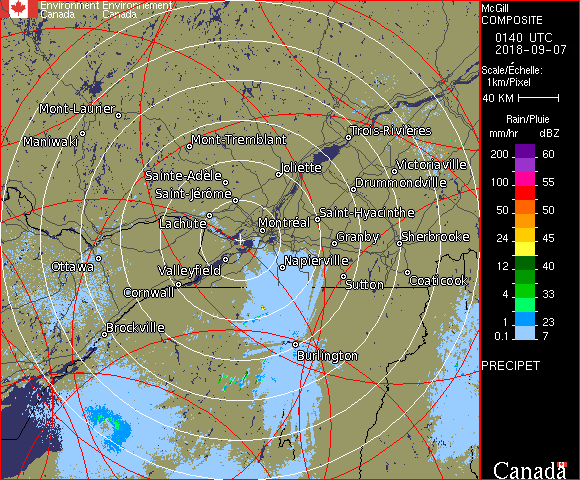 Environment Environnement
Canada Canada
McGill
COMPOSITE
0140 UTC
2018-09-07
Scale/Échelle:
1km/Pixel
40 KM
Rain/Pluie
mm/hr dBZ
200 60
100 55
50 50
24 45
12 40
4 33
1 23
0.1 7
PRECIPET
Canada
Mont-Laurier
Maniwaki
Mont-Tremblant
Trois-Rivières
Sainte-Adèle
Joliette
Victoriaville
Saint-Jérôme
Drummondville
Lachute
Montréal
Saint-Hyacinthe
Granby
Sherbrooke
Ottawa
Valleyfield
Napierville
Cornwall
Sutton
Coaticook
Brockville
Burlington